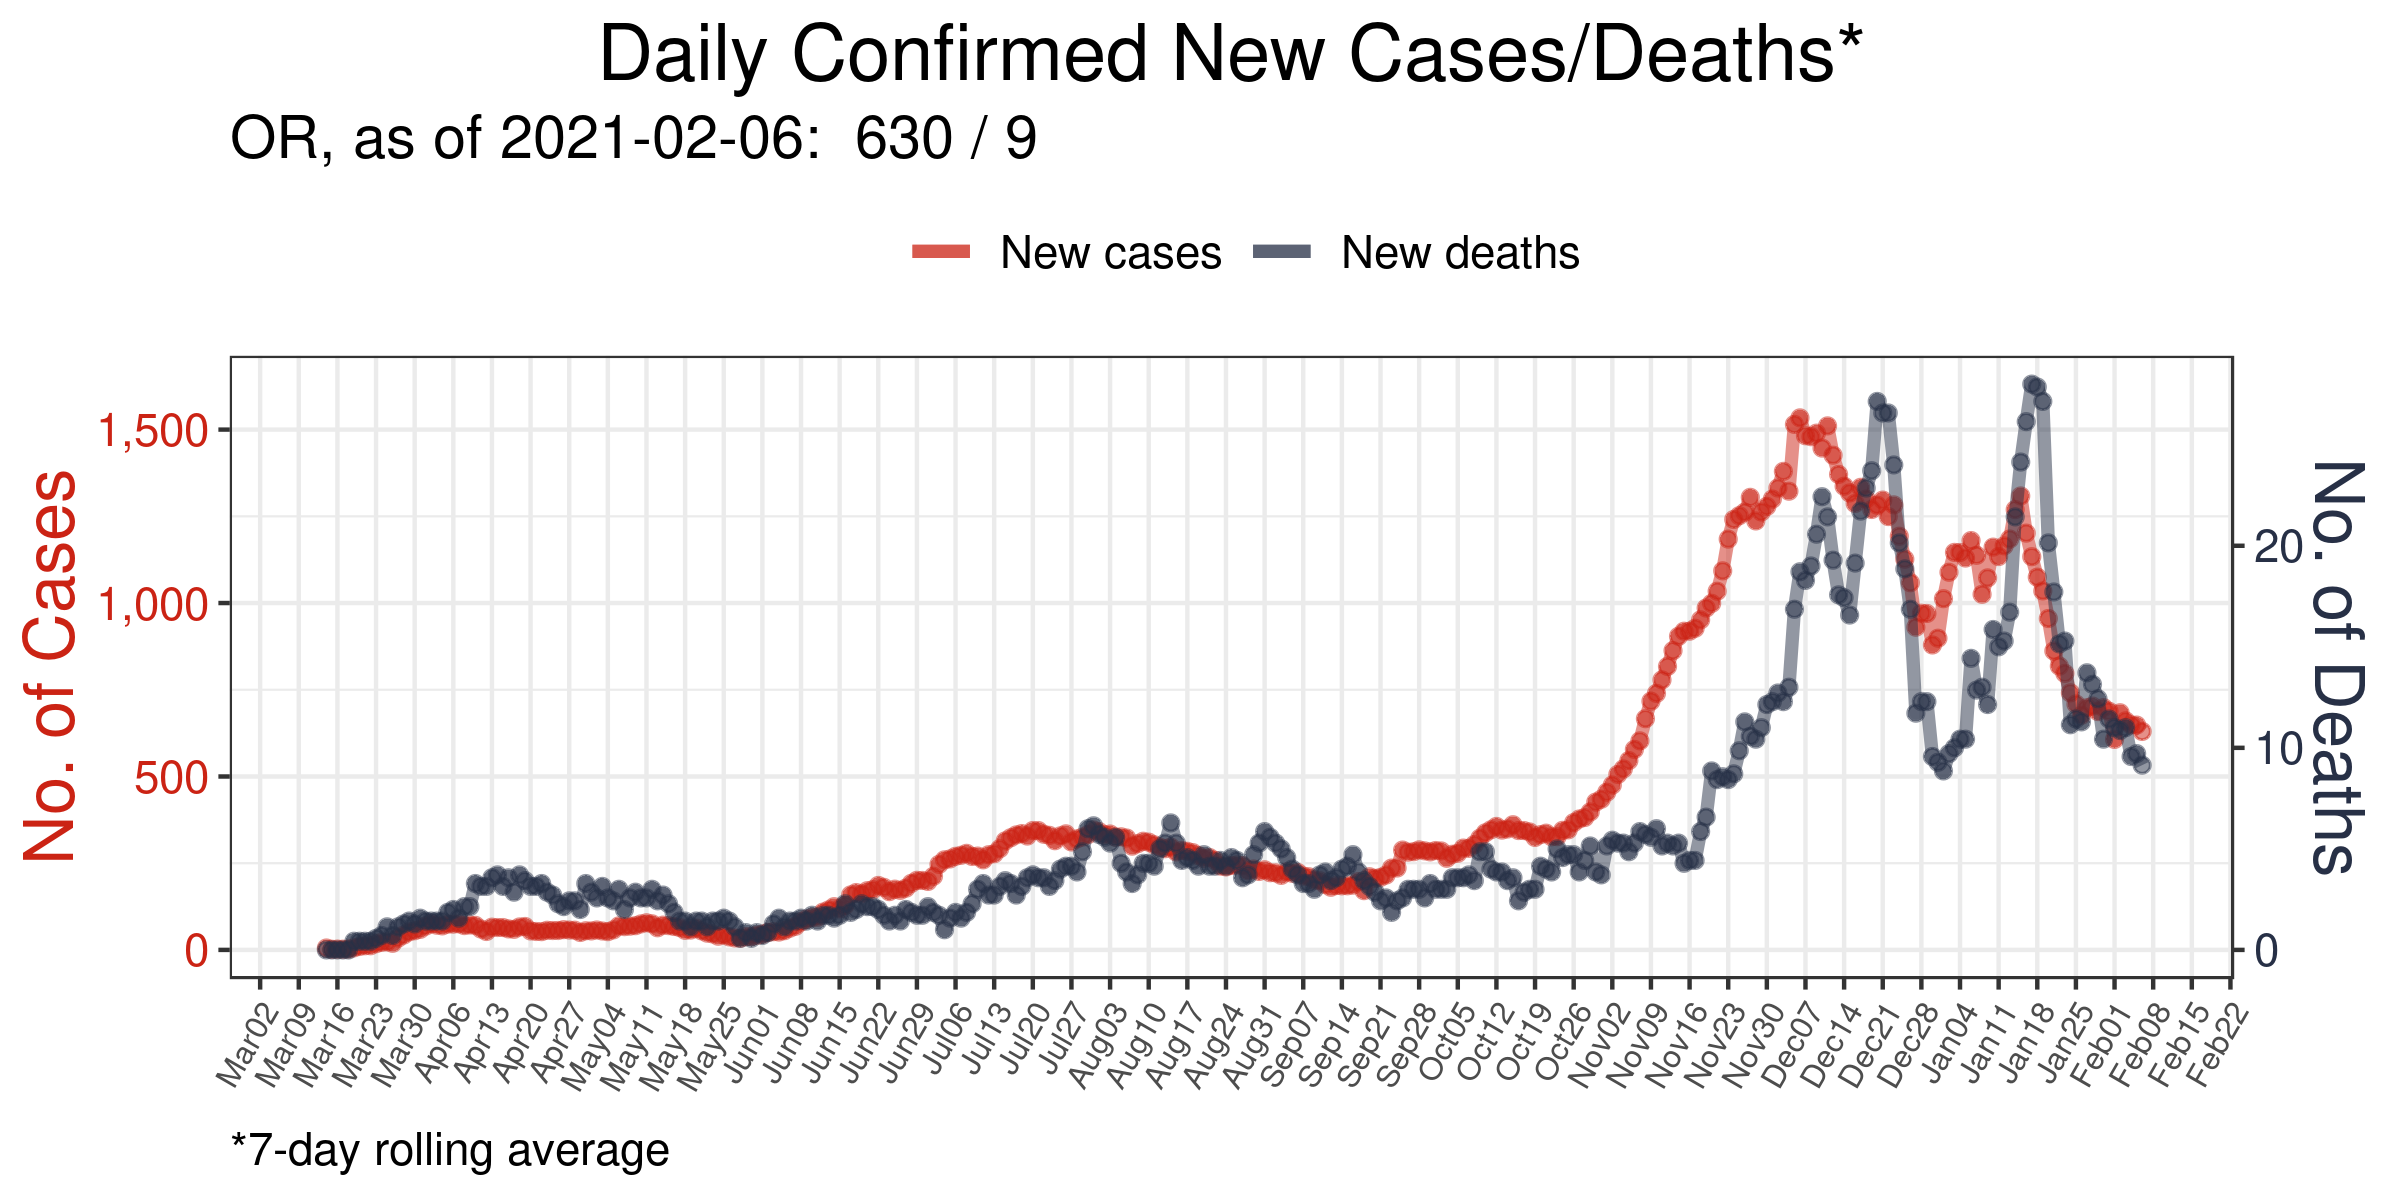 Daily Confirmed New Cases/Deaths*
OR, as of 2021-02-06:  630 / 9
New cases
New deaths
No. of Cases
1,500
1,000
500
0
No. of Deaths
20
10
0
Mar02
Mar09
Mar16
Mar23
Mar30
Apr06
Apr13
Apr20
Apr27
May04
May11
May18
May25
Jun01
Jun08
Jun15
Jun22
Jun29
Jul06
Jul13
Jul20
Jul27
Aug03
Aug10
Aug17
Aug24
Aug31
Sep07
Sep14
Sep21
Sep28
Oct05
Oct12
Oct19
Oct26
Nov02
Nov09
Nov16
Nov23
Nov30
Dec07
Dec14
Dec21
Dec28
Jan04
Jan11
Jan18
Jan25
Feb01
Feb08
Feb15
Feb22
*7-day rolling average